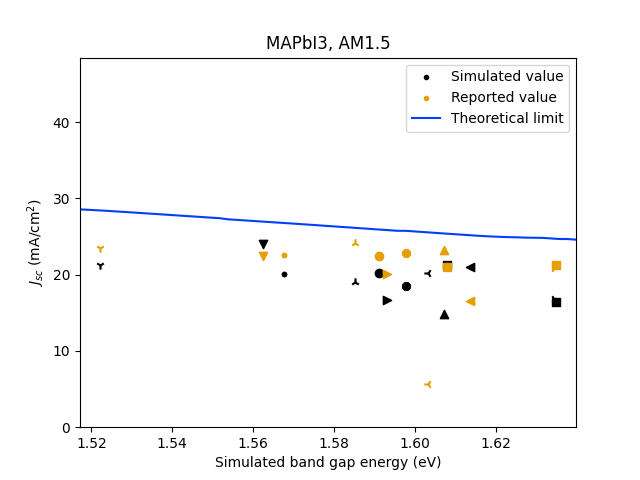 MAPbI3, AM1.5
Simulated value
Reported value
Theoretical limit
40
30
20
10
0
J_sc (mA/cm²)
1.52 1.54 1.56 1.58 1.60 1.62
Simulated band gap energy (eV)